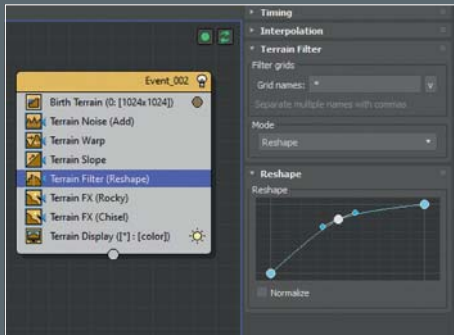 Event_002
Birth Terrain (0: [1024x1024])
Terrain Noise (Add)
Terrain Warp
Terrain Slope
Terrain Filter (Reshape)
Terrain FX (Rocky)
Terrain FX (Chisel)
Terrain Display ([*] : [color])
Timing
Interpolation
Terrain Filter
Filter grids
Grid names: *
v
Separate multiple names with commas
Mode
Reshape
Reshape
Reshape
Normalize